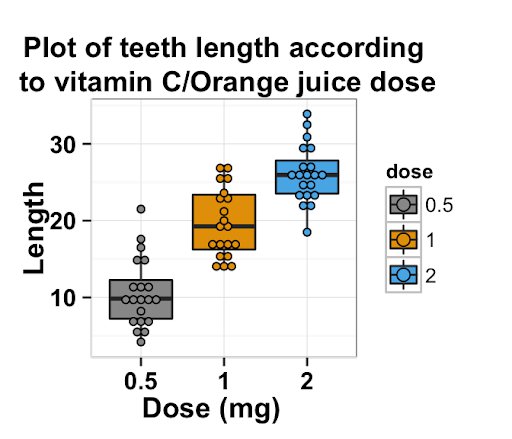 Plot of teeth length according
to vitamin C/Orange juice dose
Length
30
20
10
0.5
1
2
Dose (mg)
dose
0.5
1
2